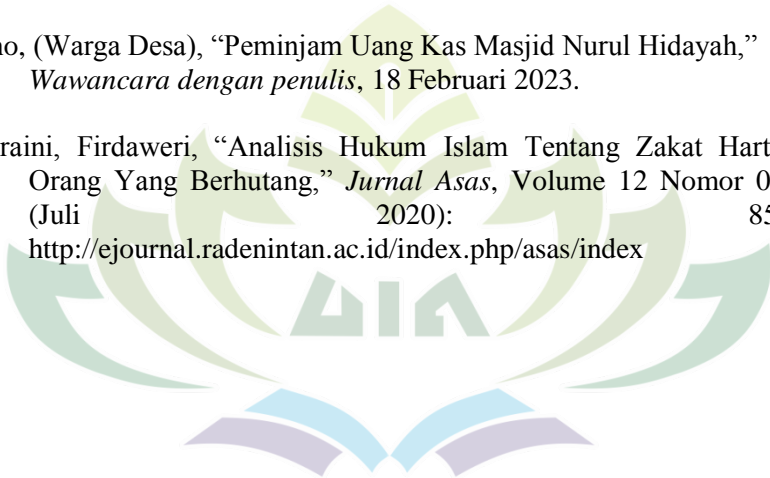 no, (Warga Desa), “Peminjam Uang Kas Masjid Nurul Hidayah,”
Wawancara dengan penulis, 18 Februari 2023.
raini, Firdaweri, “Analisis Hukum Islam Tentang Zakat Hart
Orang Yang Berhutang,” Jurnal Asas, Volume 12 Nomor 0
(Juli 2020): 85
http://ejournal.radenintan.ac.id/index.php/asas/index
UIN